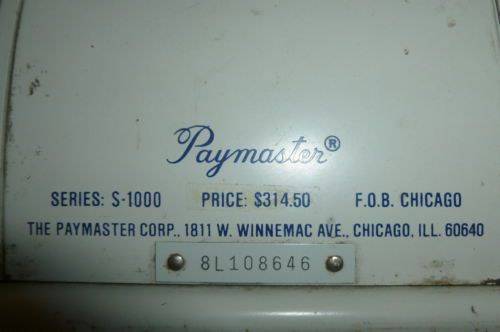 Paymaster®
SERIES: S-1000 PRICE: $314.50 F.O.B. CHICAGO
THE PAYMASTER CORP., 1811 W. WINNEMAC AVE., CHICAGO, ILL. 60640
8L108646